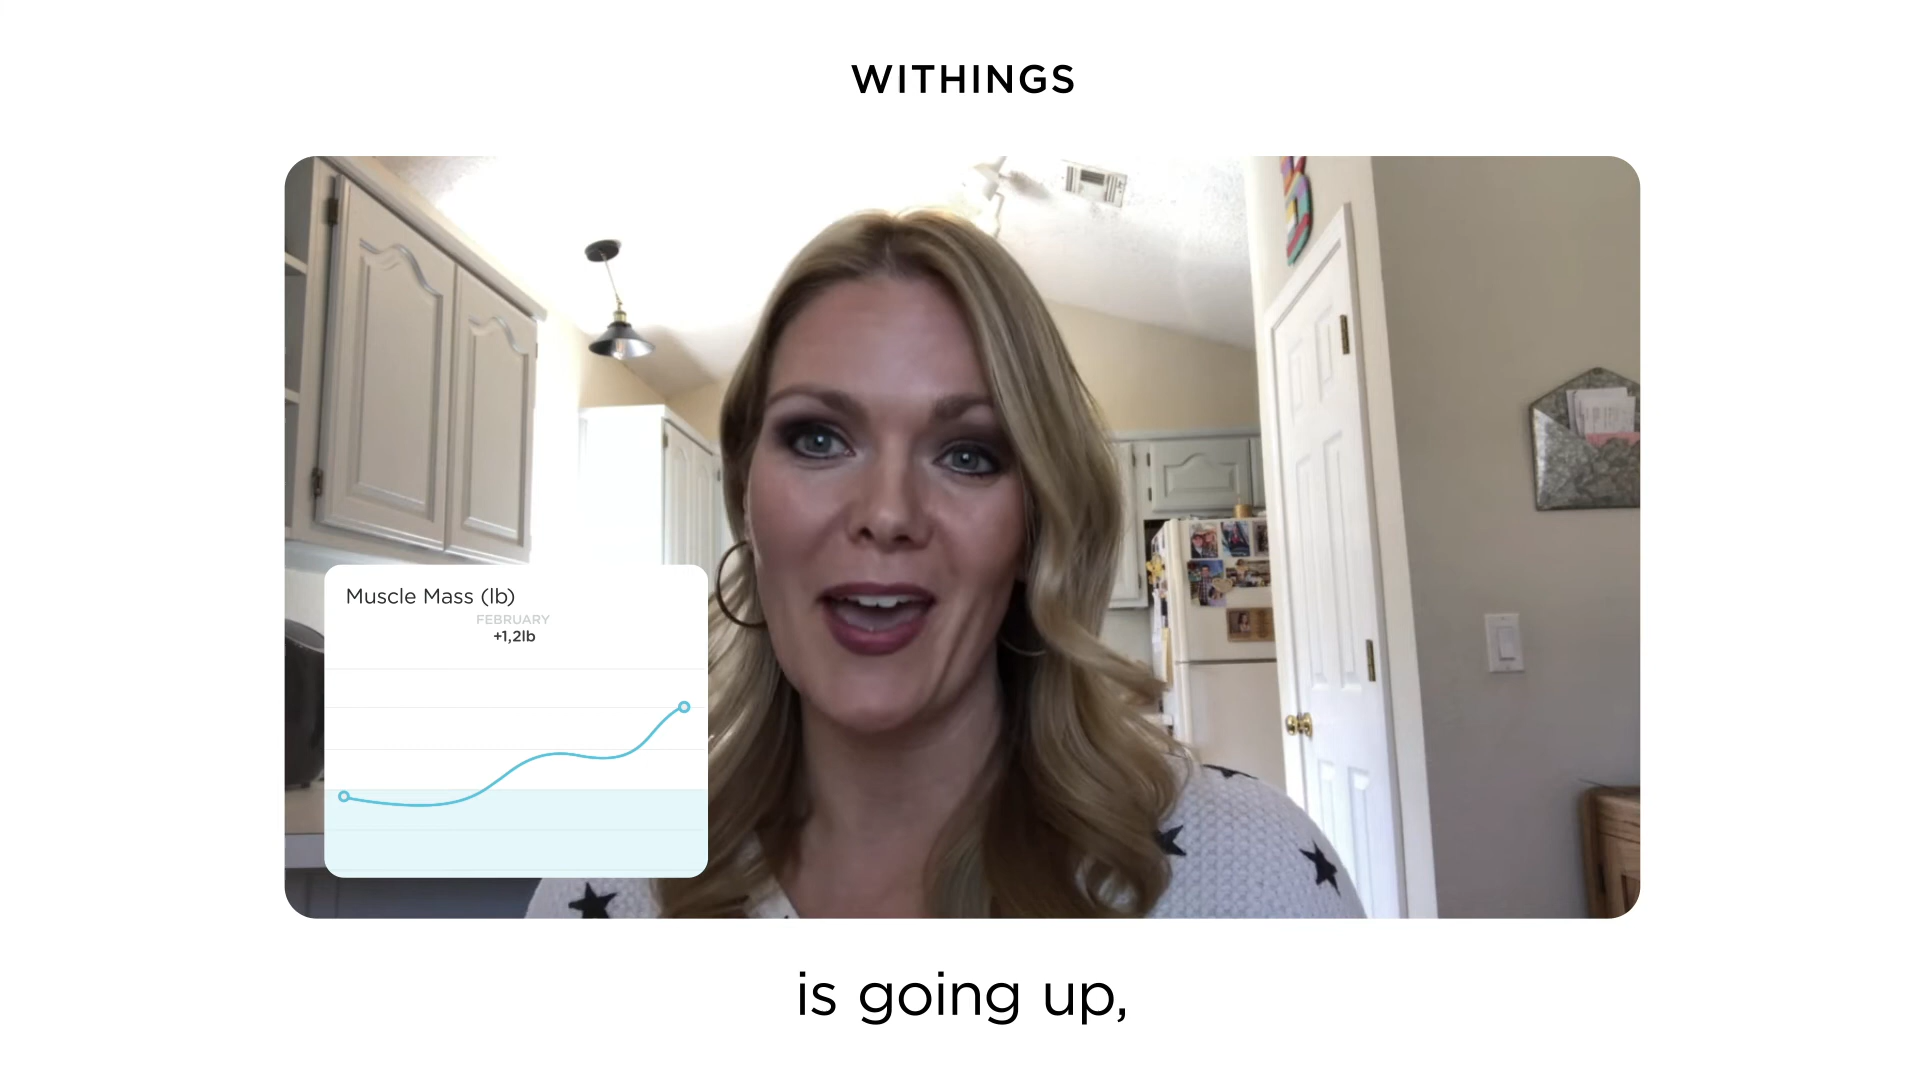 WITHINGS
Muscle Mass (lb)
FEBRUARY
+1,2lb
is going up,